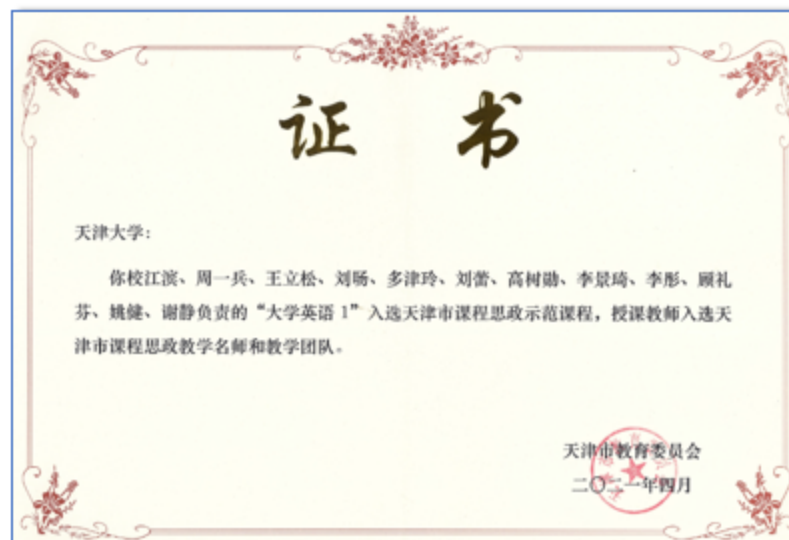 证 书
天津大学：
你校江滨、周一兵、王立松、刘旸、多津玲、刘蕾、高树勋、李景琦、李彤、顾礼
芬、姚健、谢静负责的“大学英语 1”入选天津市课程思政示范课程，授课教师入选天
津市课程思政教学名师和教学团队。
天津市教育委员会
二〇二一年四月